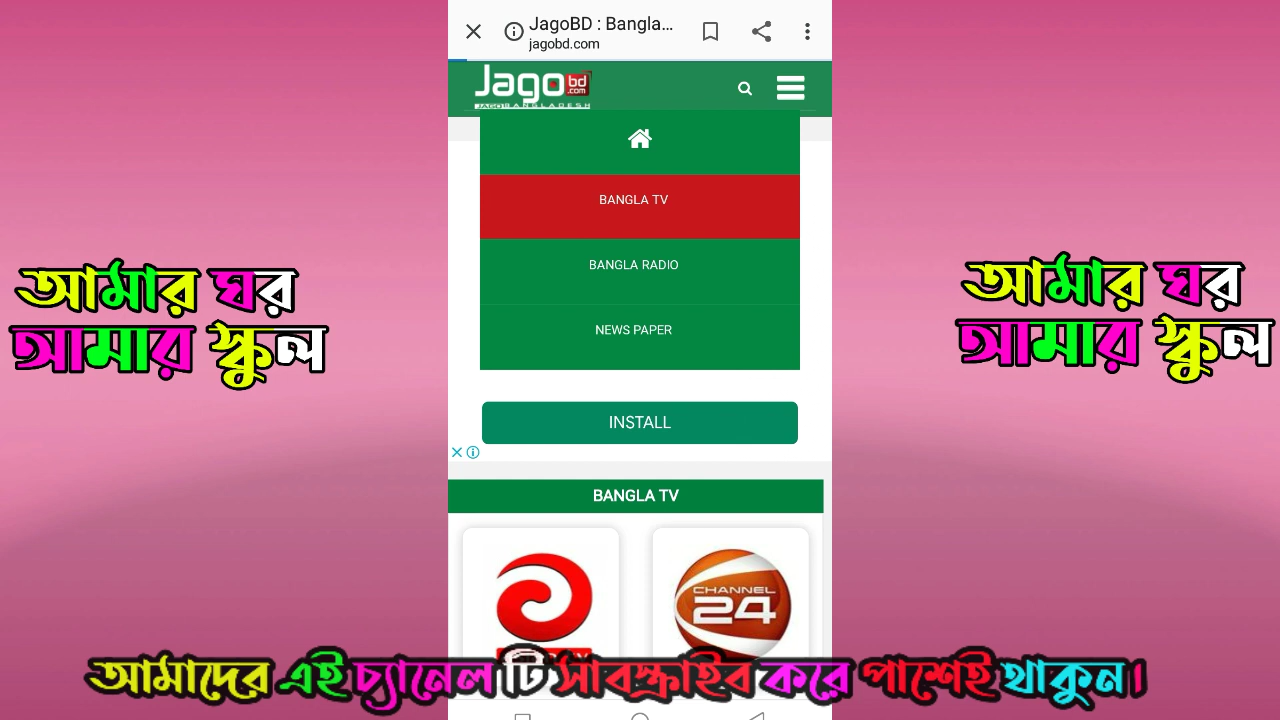 JagoBD : Bangla...
jagobd.com
Jago bd .com
JAGOBANGLADESH
BANGLA TV
BANGLA RADIO
NEWS PAPER
INSTALL
BANGLA TV
CHANNEL
24
আমার ঘর
আমার স্কুল
আমার ঘর
আমার স্কুল
আমাদের এই চ্যানেল টি সাবস্ক্রাইব করে পাশেই থাকুন।